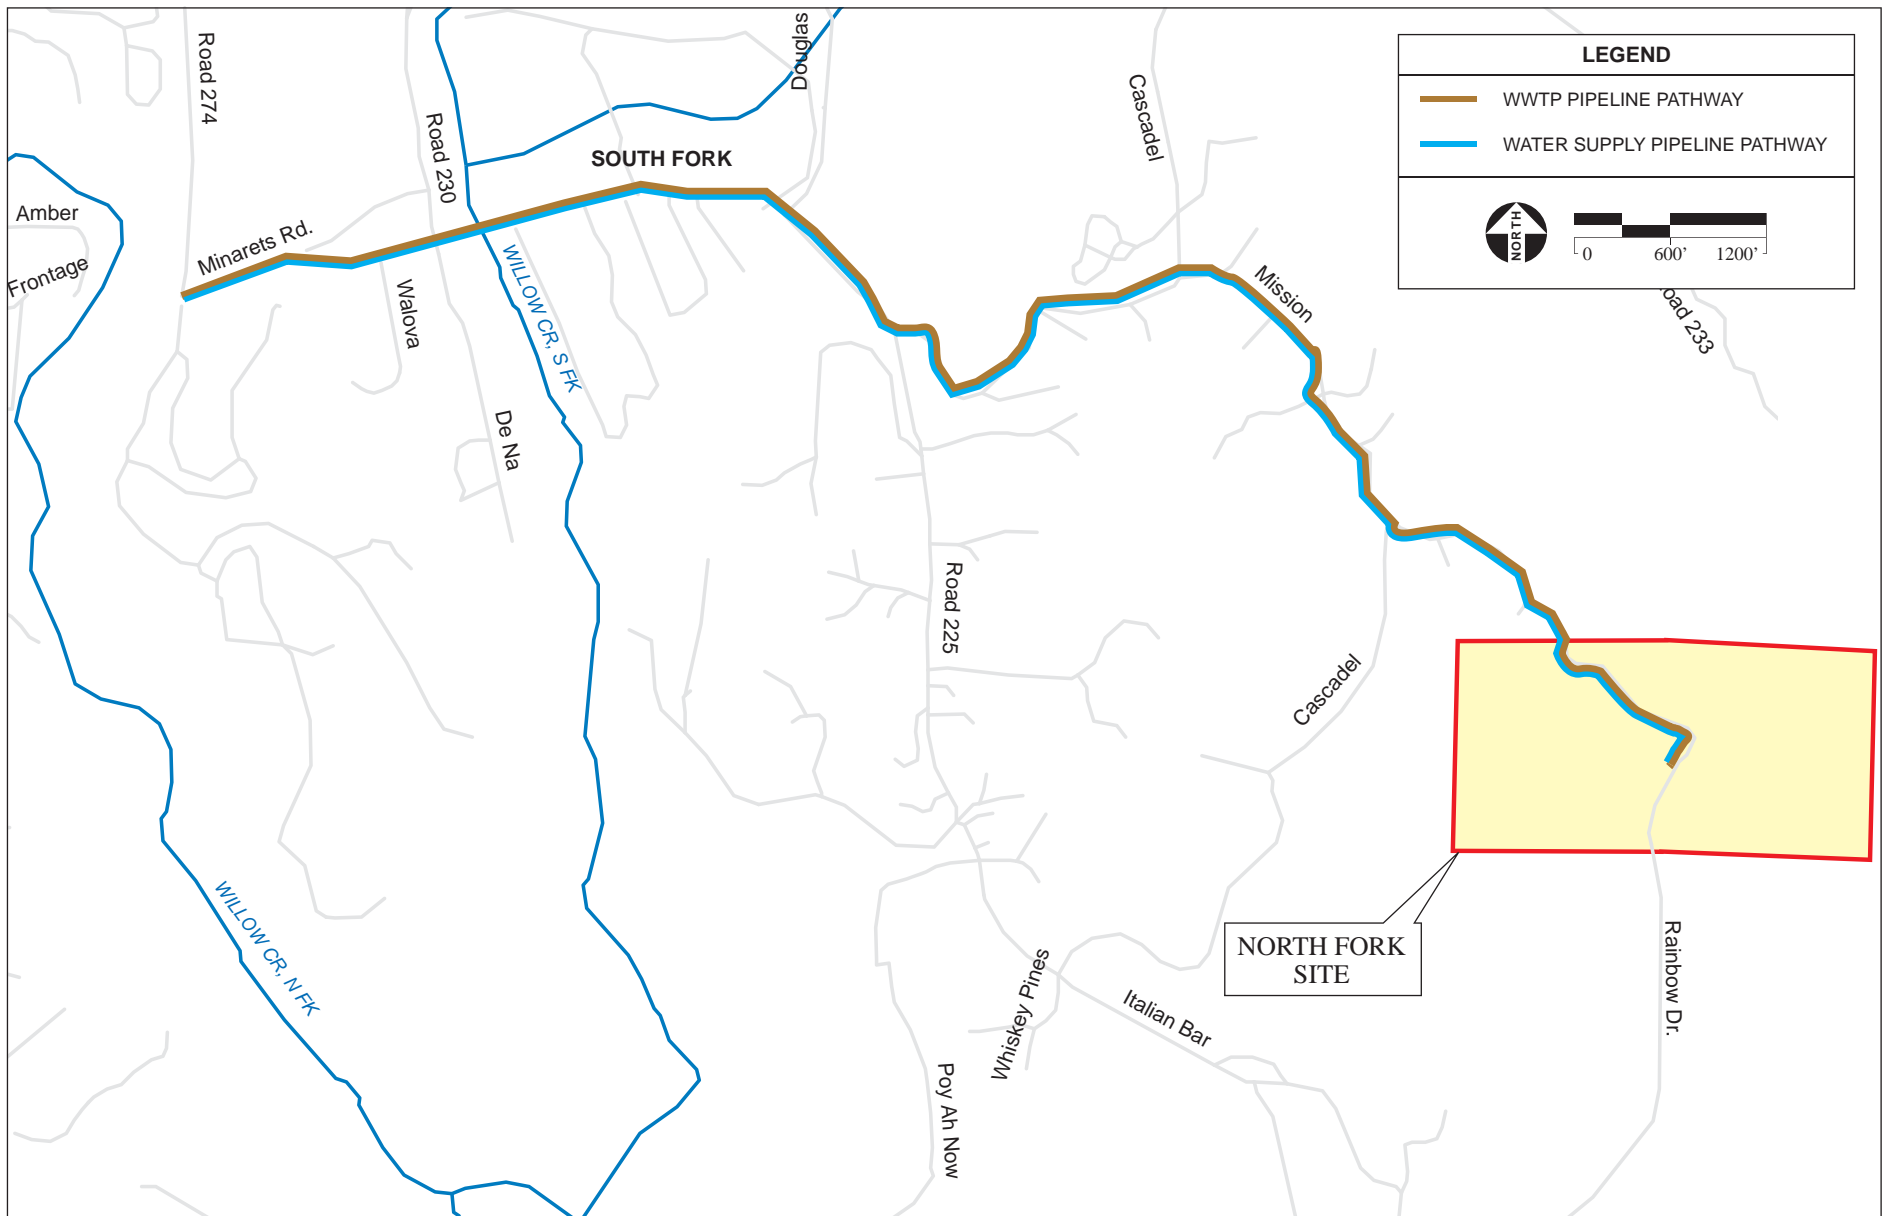 LEGEND
WWTP PIPELINE PATHWAY
WATER SUPPLY PIPELINE PATHWAY
NORTH
0 600’ 1200’
Road 274
Road 230
Douglas
Cascadel
SOUTH FORK
Amber
Minarets Rd.
Frontage
Walova
WILLOW CR, S FK
Mission
oad 233
De Na
Road 225
Cascadel
WILLOW CR, N FK
NORTH FORK
SITE
Whiskey Pines
Italian Bar
Rainbow Dr.
Poy Ah Now